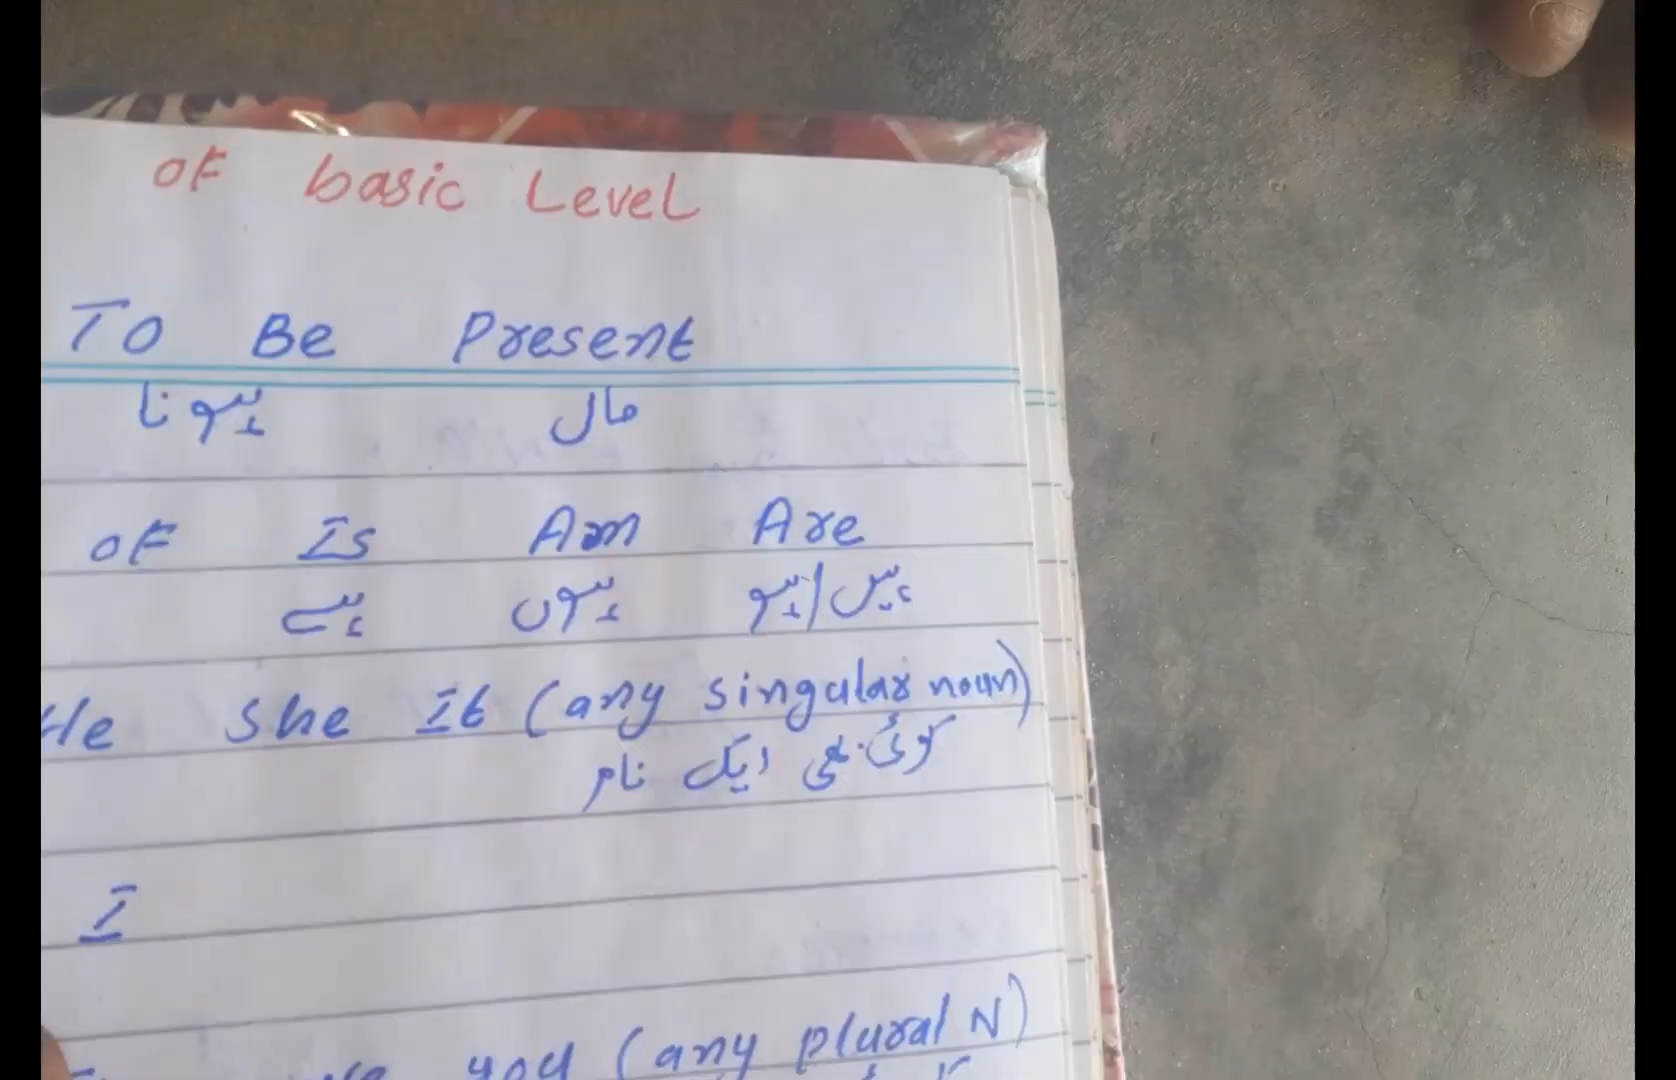 of basic Level
To Be Present
ہونا حال
of Is Am Are
ہے ہوں ہیں/ہو
He She It (any singular noun)
کوئی بھی ایک نام
I
you (any plural N)